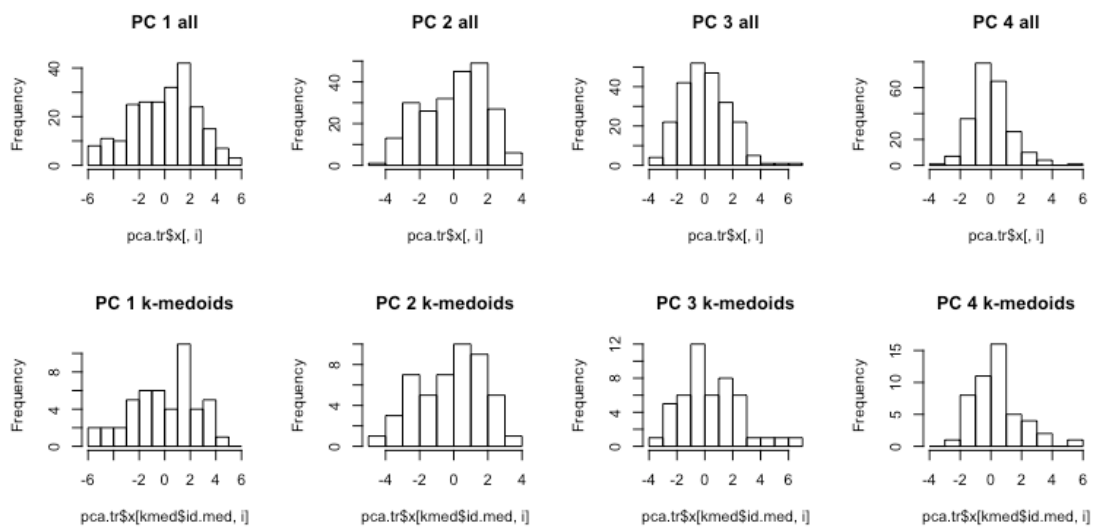 PC 1 all
PC 2 all
PC 3 all
PC 4 all
Frequency
0 20 40
-6 -2 0 2 4 6
pca.tr$x[, i]
Frequency
0 20 40
-4 -2 0 2 4
pca.tr$x[, i]
Frequency
0 20 40
-4 -2 0 2 4 6
pca.tr$x[, i]
Frequency
0 20 60
-4 -2 0 2 4 6
pca.tr$x[, i]
PC 1 k-medoids
PC 2 k-medoids
PC 3 k-medoids
PC 4 k-medoids
Frequency
0 4 8
-6 -2 0 2 4 6
pca.tr$x[kmed$id.med, i]
Frequency
0 4 8
-4 -2 0 2 4
pca.tr$x[kmed$id.med, i]
Frequency
0 4 8 12
-4 -2 0 2 4 6
pca.tr$x[kmed$id.med, i]
Frequency
0 5 10 15
-4 -2 0 2 4 6
pca.tr$x[kmed$id.med, i]